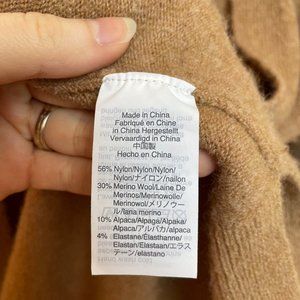 Made in China
Fabriqué en Chine
in China Hergestellt
Vervaardigd in China
中国製
Hecho en China
56% Nylon/Nylon/Nylon/
Nylon/ナイロン/nailon
30% Merino Wool/Laine De
Merinos/Merinowolle/
Merinowol/メリノウー
ル/lana merino
10% Alpaca/Alpaga/Alpaka/
Alpaca/アルパカ/alpaca
4% Elastane/Élasthanne/
Elastan/Elastaan/エラス
テーン/elastano